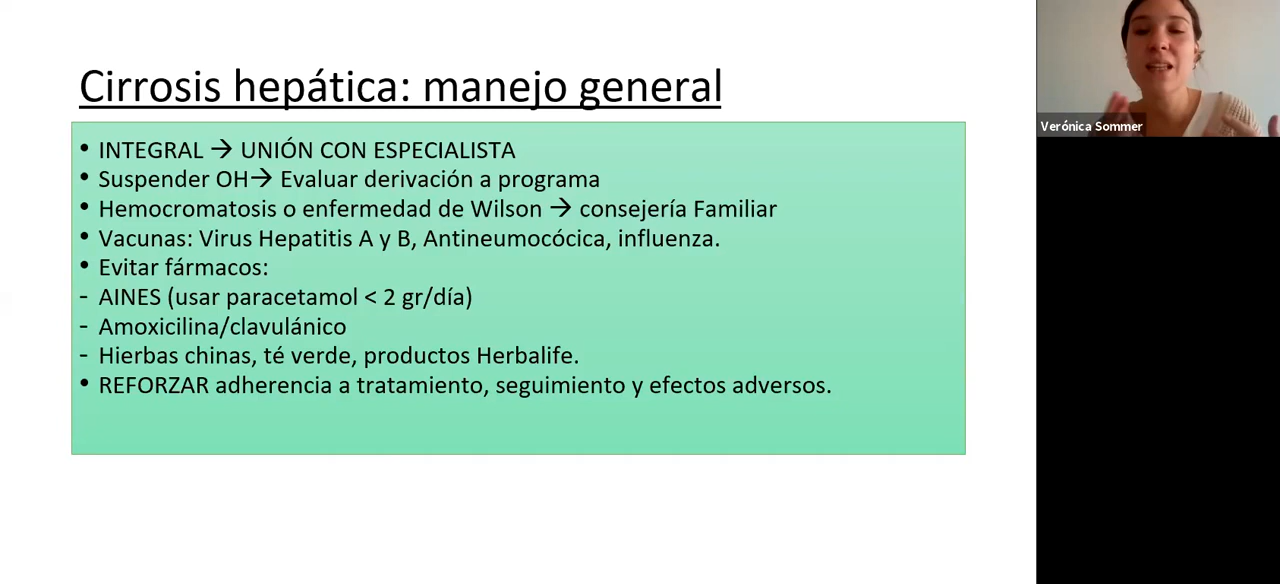 Cirrosis hepática: manejo general
• INTEGRAL → UNIÓN CON ESPECIALISTA
• Suspender OH→ Evaluar derivación a programa
• Hemocromatosis o enfermedad de Wilson → consejería Familiar
• Vacunas: Virus Hepatitis A y B, Antineumocócica, influenza.
• Evitar fármacos:
- AINES (usar paracetamol < 2 gr/día)
- Amoxicilina/clavulánico
- Hierbas chinas, té verde, productos Herbalife.
• REFORZAR adherencia a tratamiento, seguimiento y efectos adversos.
Verónica Sommer